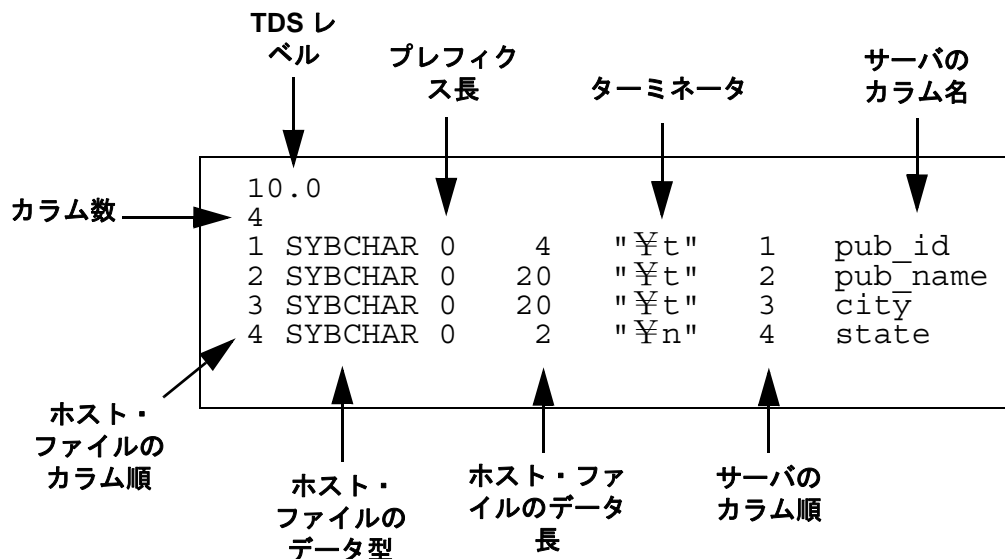 TDS レ
ベル
プレフィク
ス長
ターミネータ
サーバの
カラム名
カラム数
10.0
4
1 SYBCHAR 0 4 "¥t" 1 pub_id
2 SYBCHAR 0 20 "¥t" 2 pub_name
3 SYBCHAR 0 20 "¥t" 3 city
4 SYBCHAR 0 2 "¥n" 4 state
ホスト・
ファイルの
カラム順
ホスト・
ファイルの
データ型
ホスト・ファ
イルのデータ
長
サーバの
カラム順